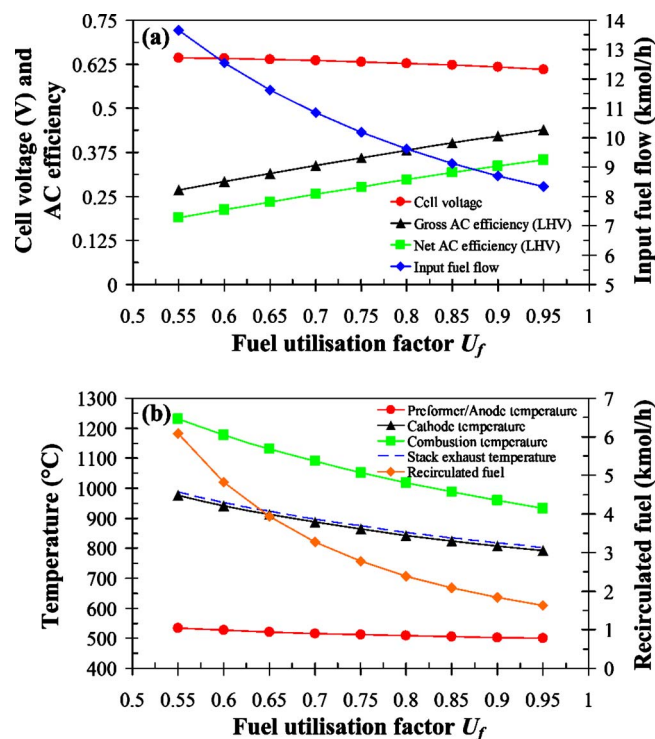 (a)
Cell voltage (V) and
AC efficiency
0.75
0.625
0.5
0.375
0.25
0.125
0
Cell voltage
Gross AC efficiency (LHV)
Net AC efficiency (LHV)
Input fuel flow
14
13
12
11
10
9
8
7
6
5
Input fuel flow (kmol/h)
0.5 0.55 0.6 0.65 0.7 0.75 0.8 0.85 0.9 0.95 1
Fuel utilisation factor Uf
(b)
Temperature (°C)
1300
1200
1100
1000
900
800
700
600
500
400
Preformer/Anode temperature
Cathode temperature
Combustion temperature
Stack exhaust temperature
Recirculated fuel
7
6
5
4
3
2
1
0
Recirculated fuel (kmol/h)
0.5 0.55 0.6 0.65 0.7 0.75 0.8 0.85 0.9 0.95 1
Fuel utilisation factor Uf